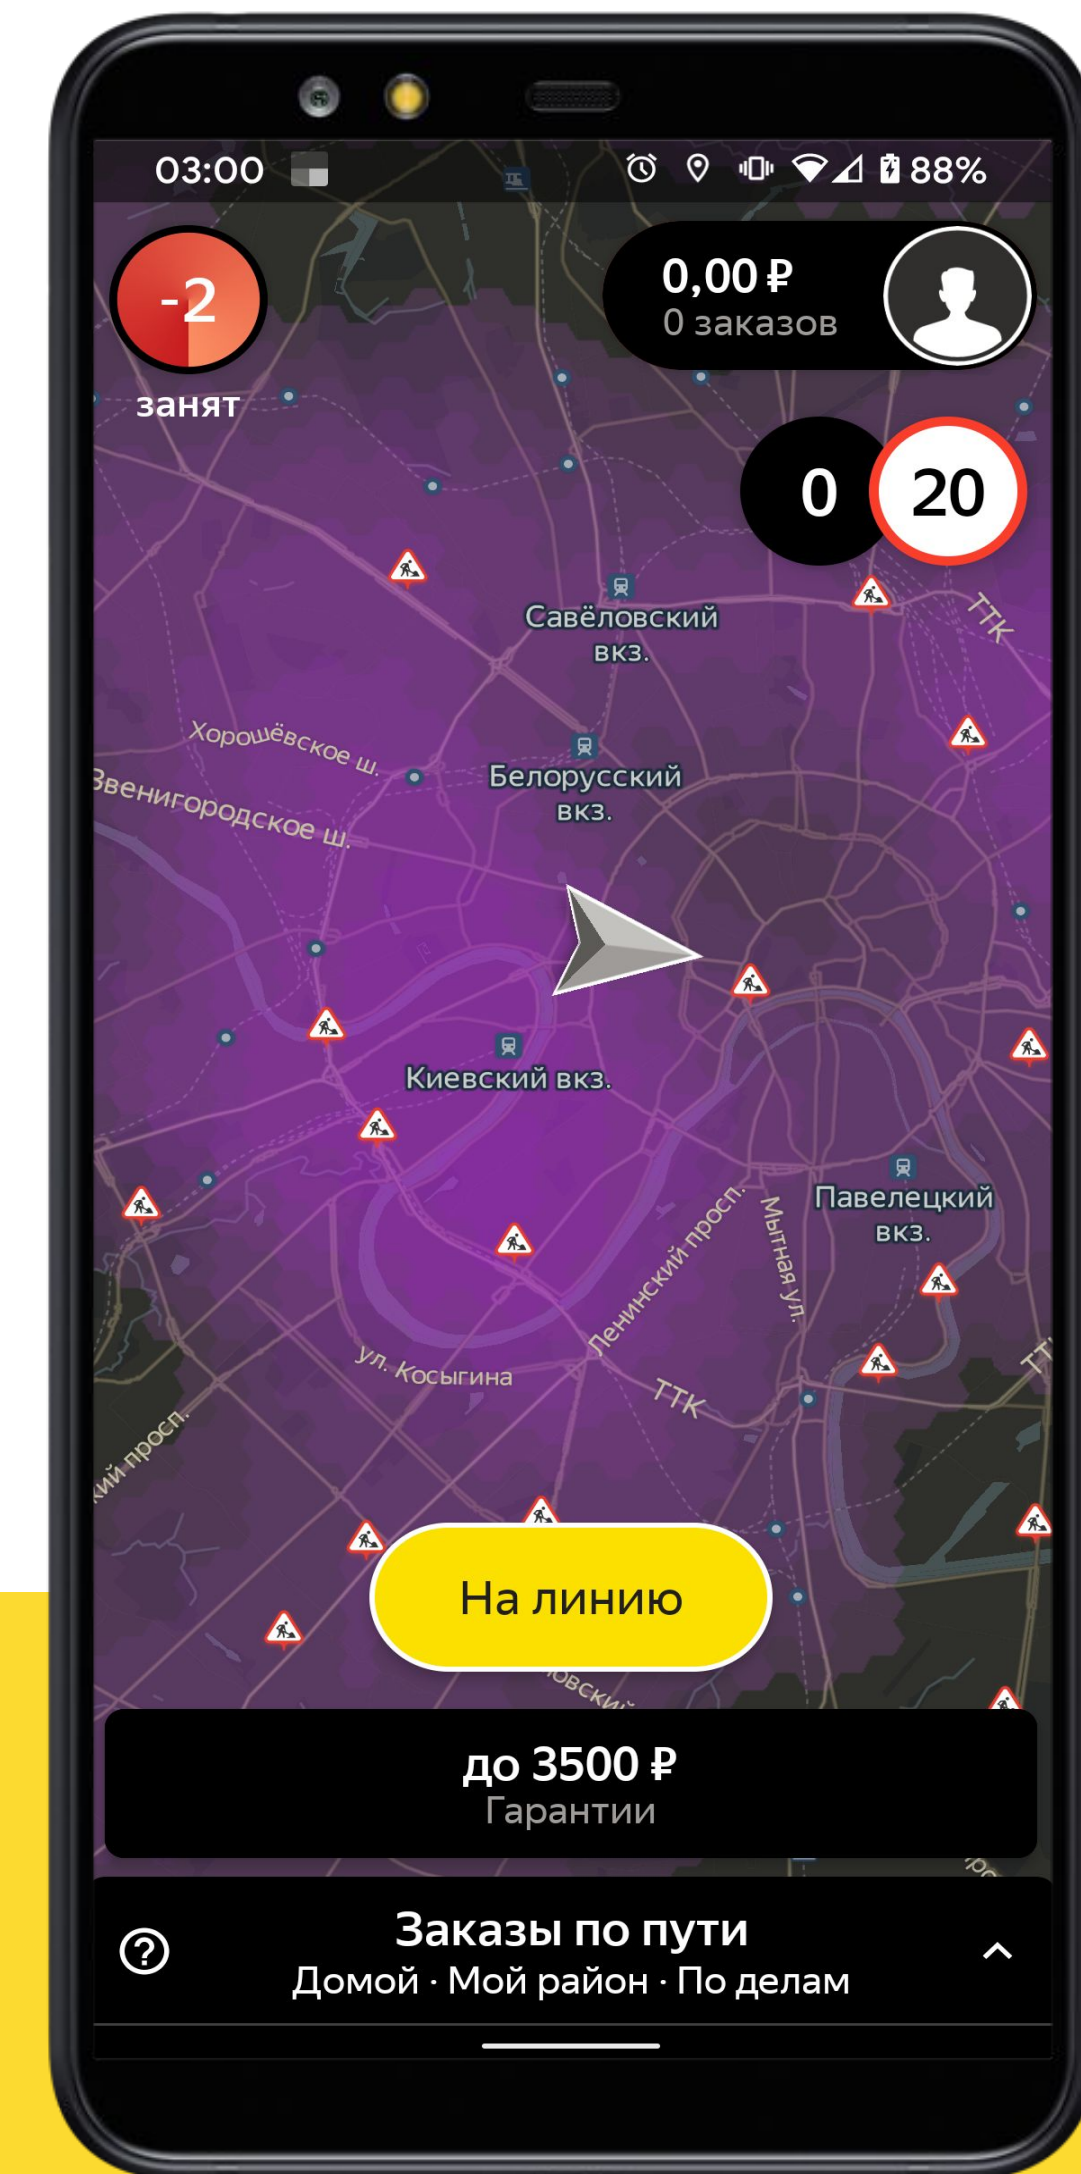 03:00
88%
-2
занят
0,00 ₽
0 заказов
0
20
Савёловский
вкз.
ТТК
Хорошёвское ш.
Белорусский
вкз.
Звенигородское ш.
Киевский вкз.
Павелецкий
вкз.
Ленинский просп.
Мытная ул.
ул. Косыгина
ТТК
просп.
На линию
до 3500 ₽
Гарантии
?
Заказы по пути
Домой · Мой район · По делам